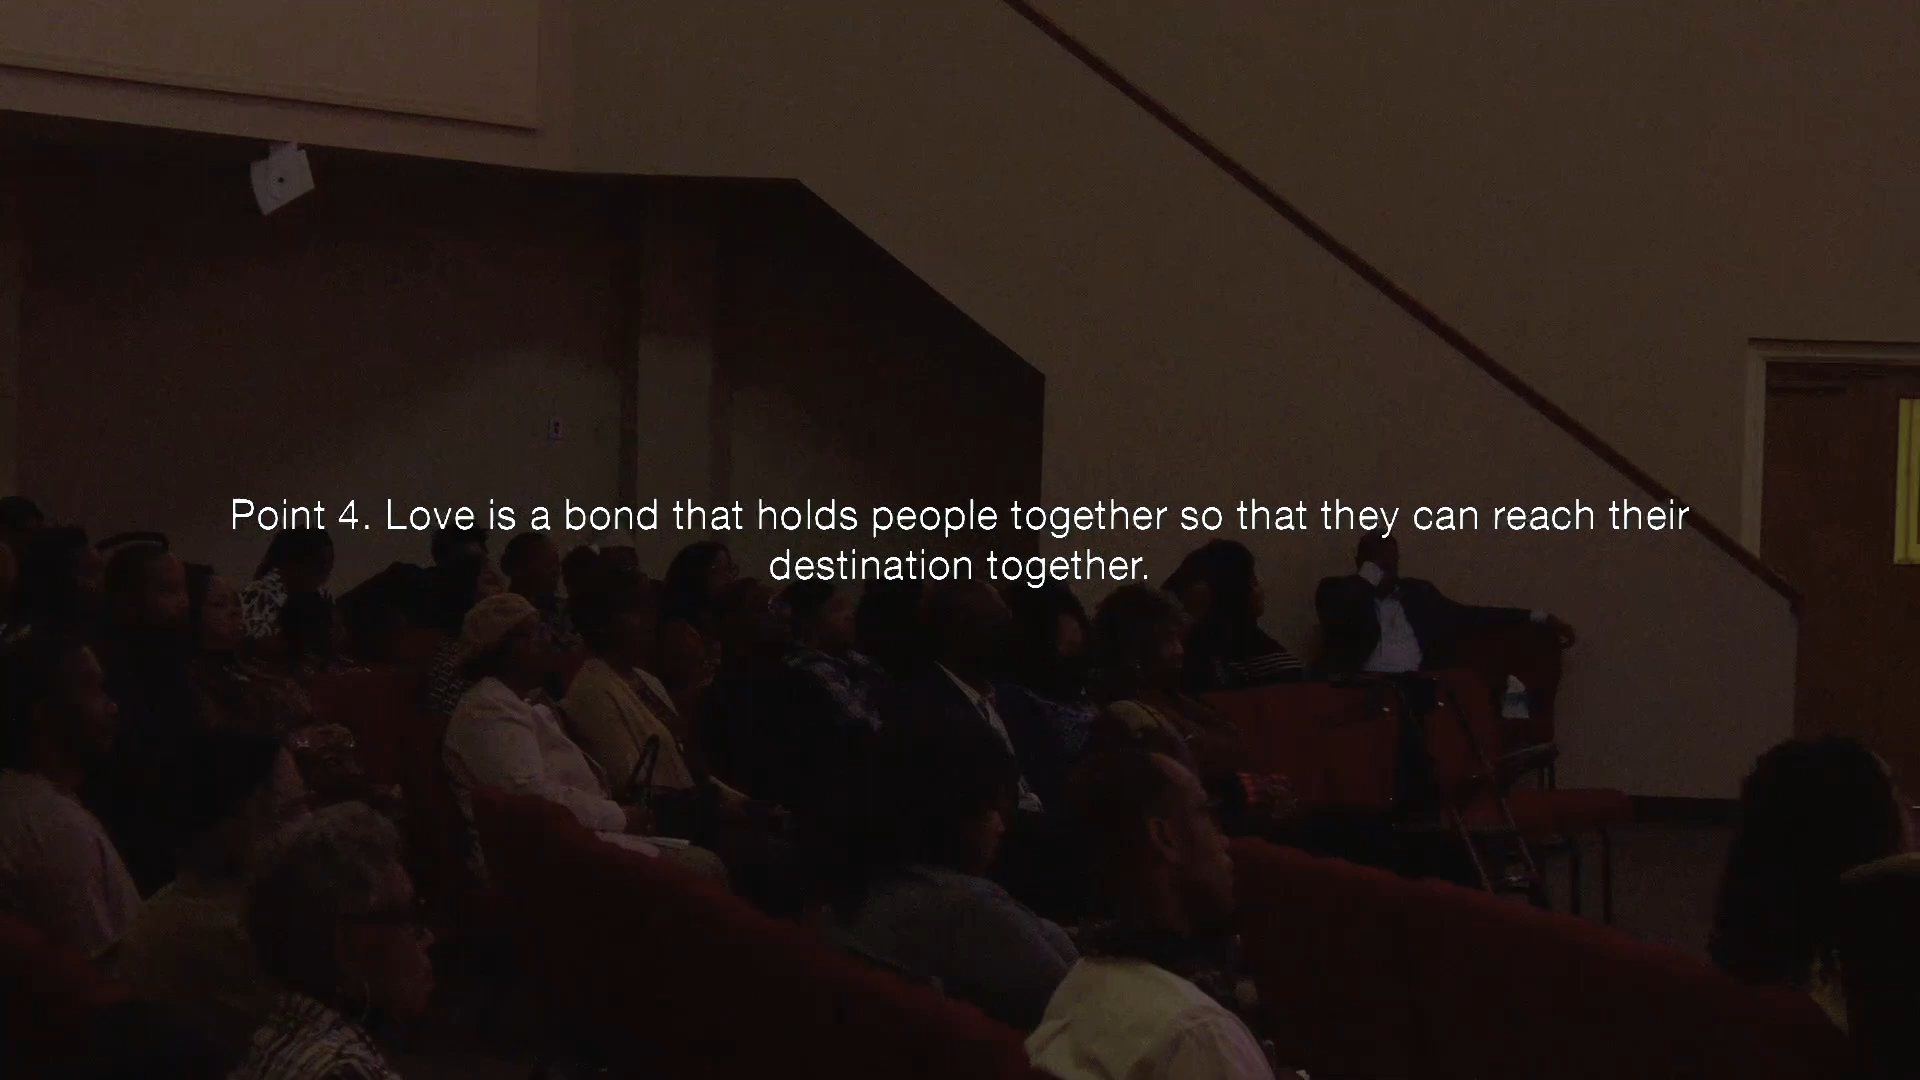 Point 4. Love is a bond that holds people together so that they can reach their
destination together.